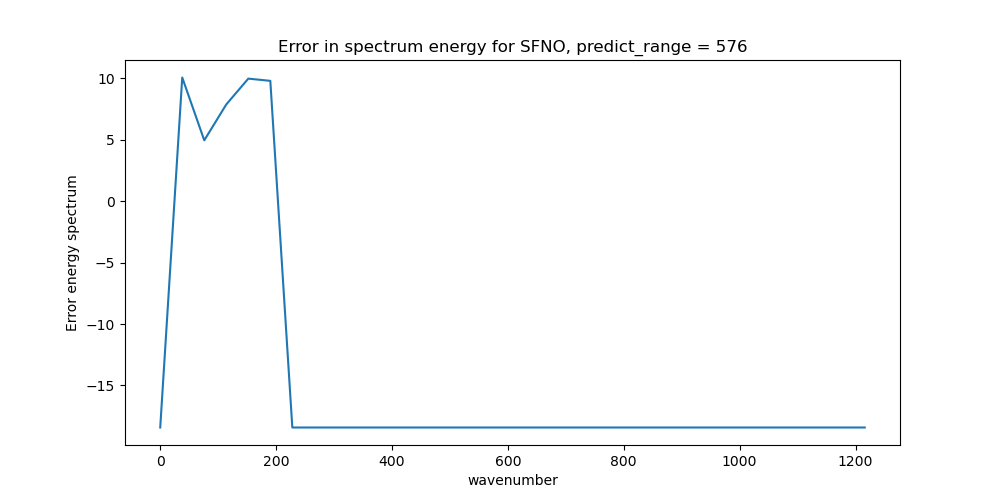 Error in spectrum energy for SFNO, predict_range = 576
10
5
0
−5
−10
−15
Error energy spectrum
0 200 400 600 800 1000 1200
wavenumber